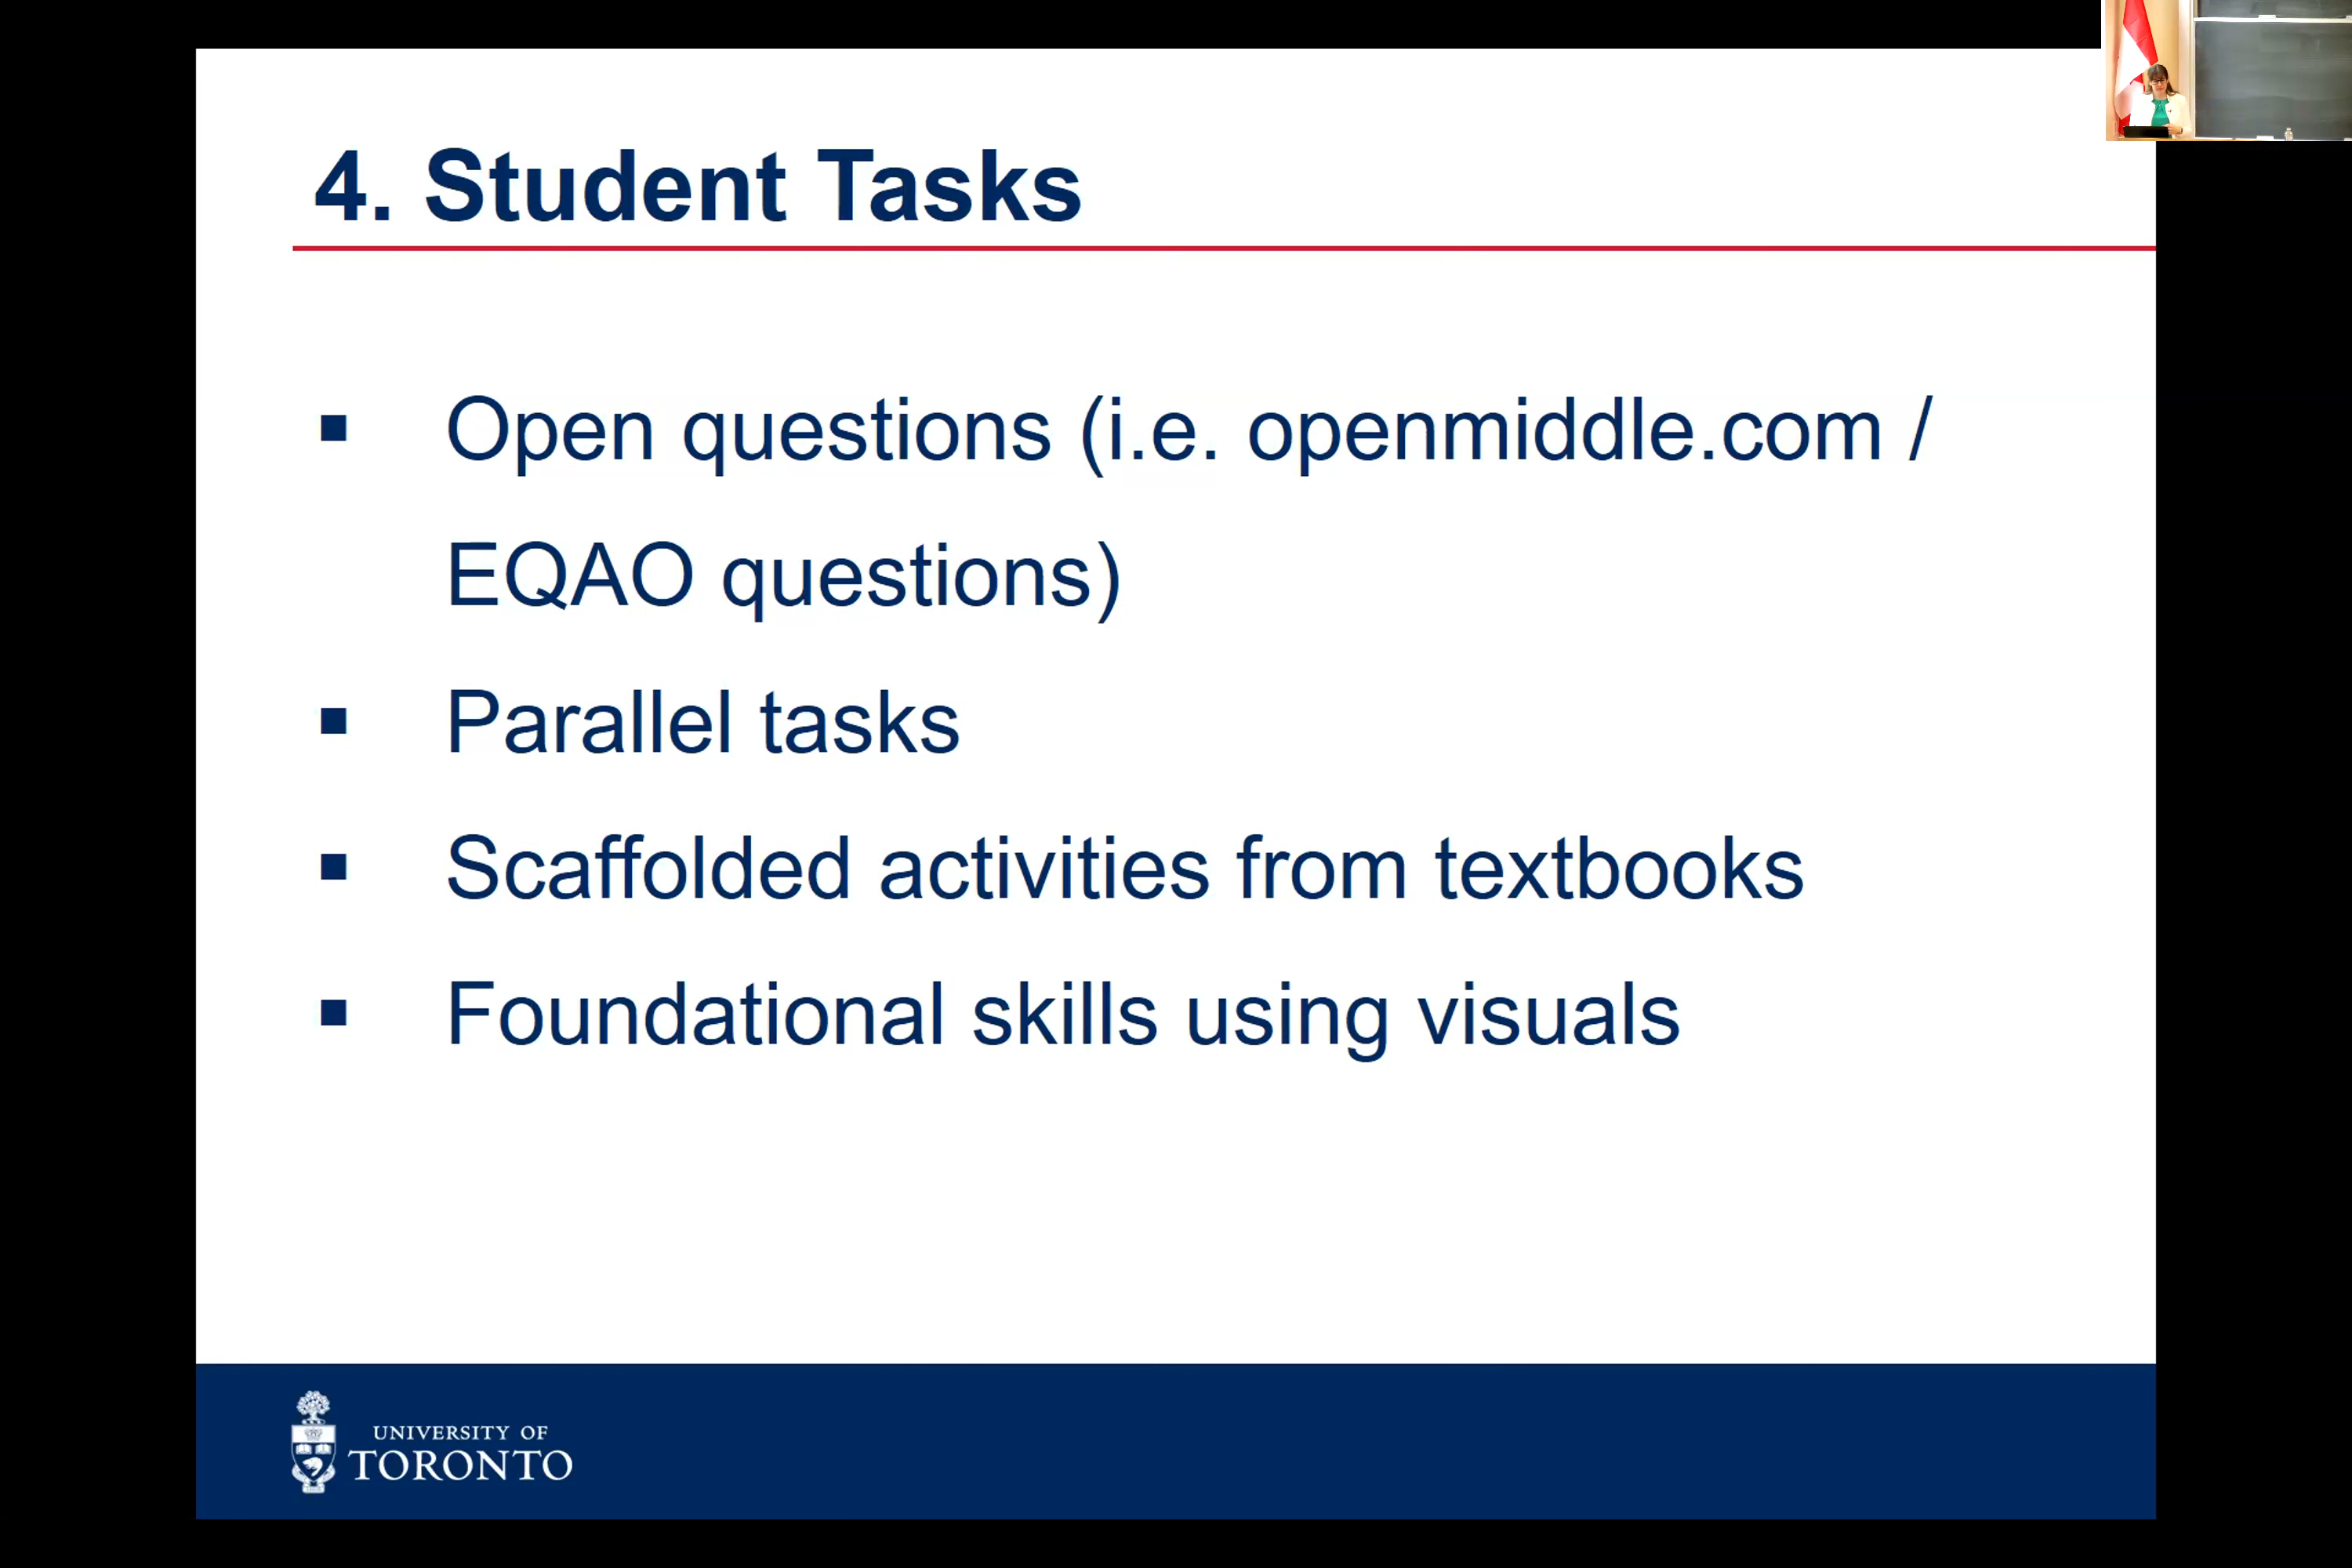 4. Student Tasks
▪ Open questions (i.e. openmiddle.com /
EQAO questions)
▪ Parallel tasks
▪ Scaffolded activities from textbooks
▪ Foundational skills using visuals
UNIVERSITY OF
TORONTO